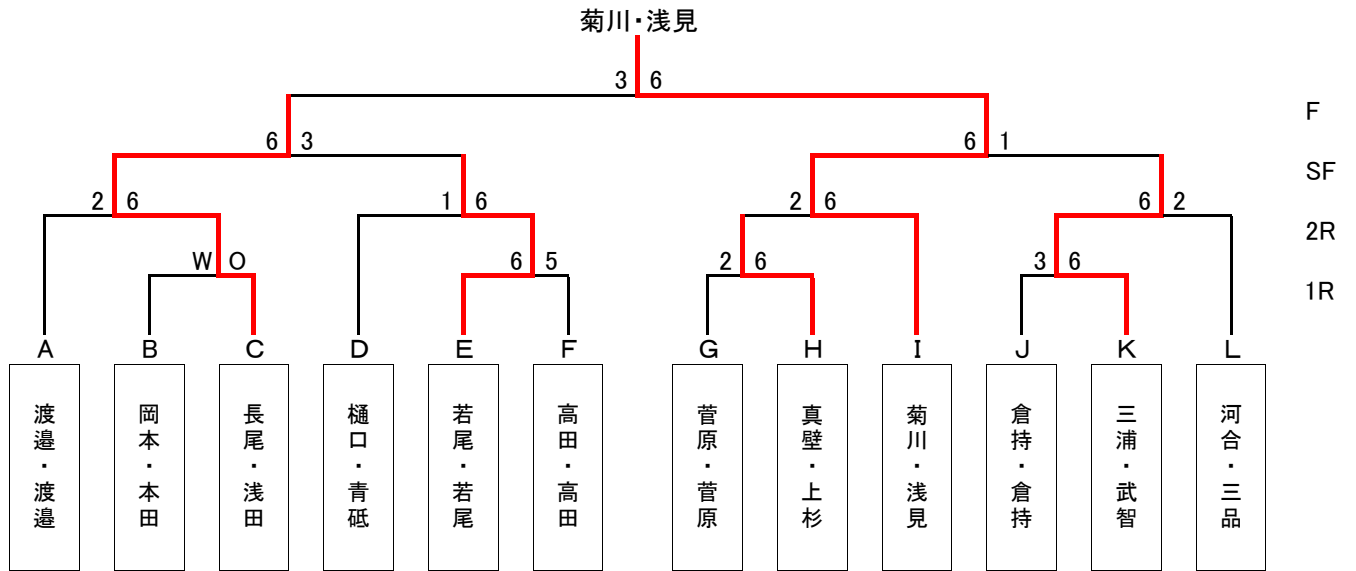 菊川・浅見
3 6
F
6 3 6 1
SF
2 6 1 6 2 6 6 2
2R
W O 6 5 2 6 3 6
1R
A B C D E F G H I J K L
渡邉・渡邉
岡本・本田
長尾・浅田
樋口・青砥
若尾・若尾
高田・高田
菅原・菅原
真壁・上杉
菊川・浅見
倉持・倉持
三浦・武智
河合・三品